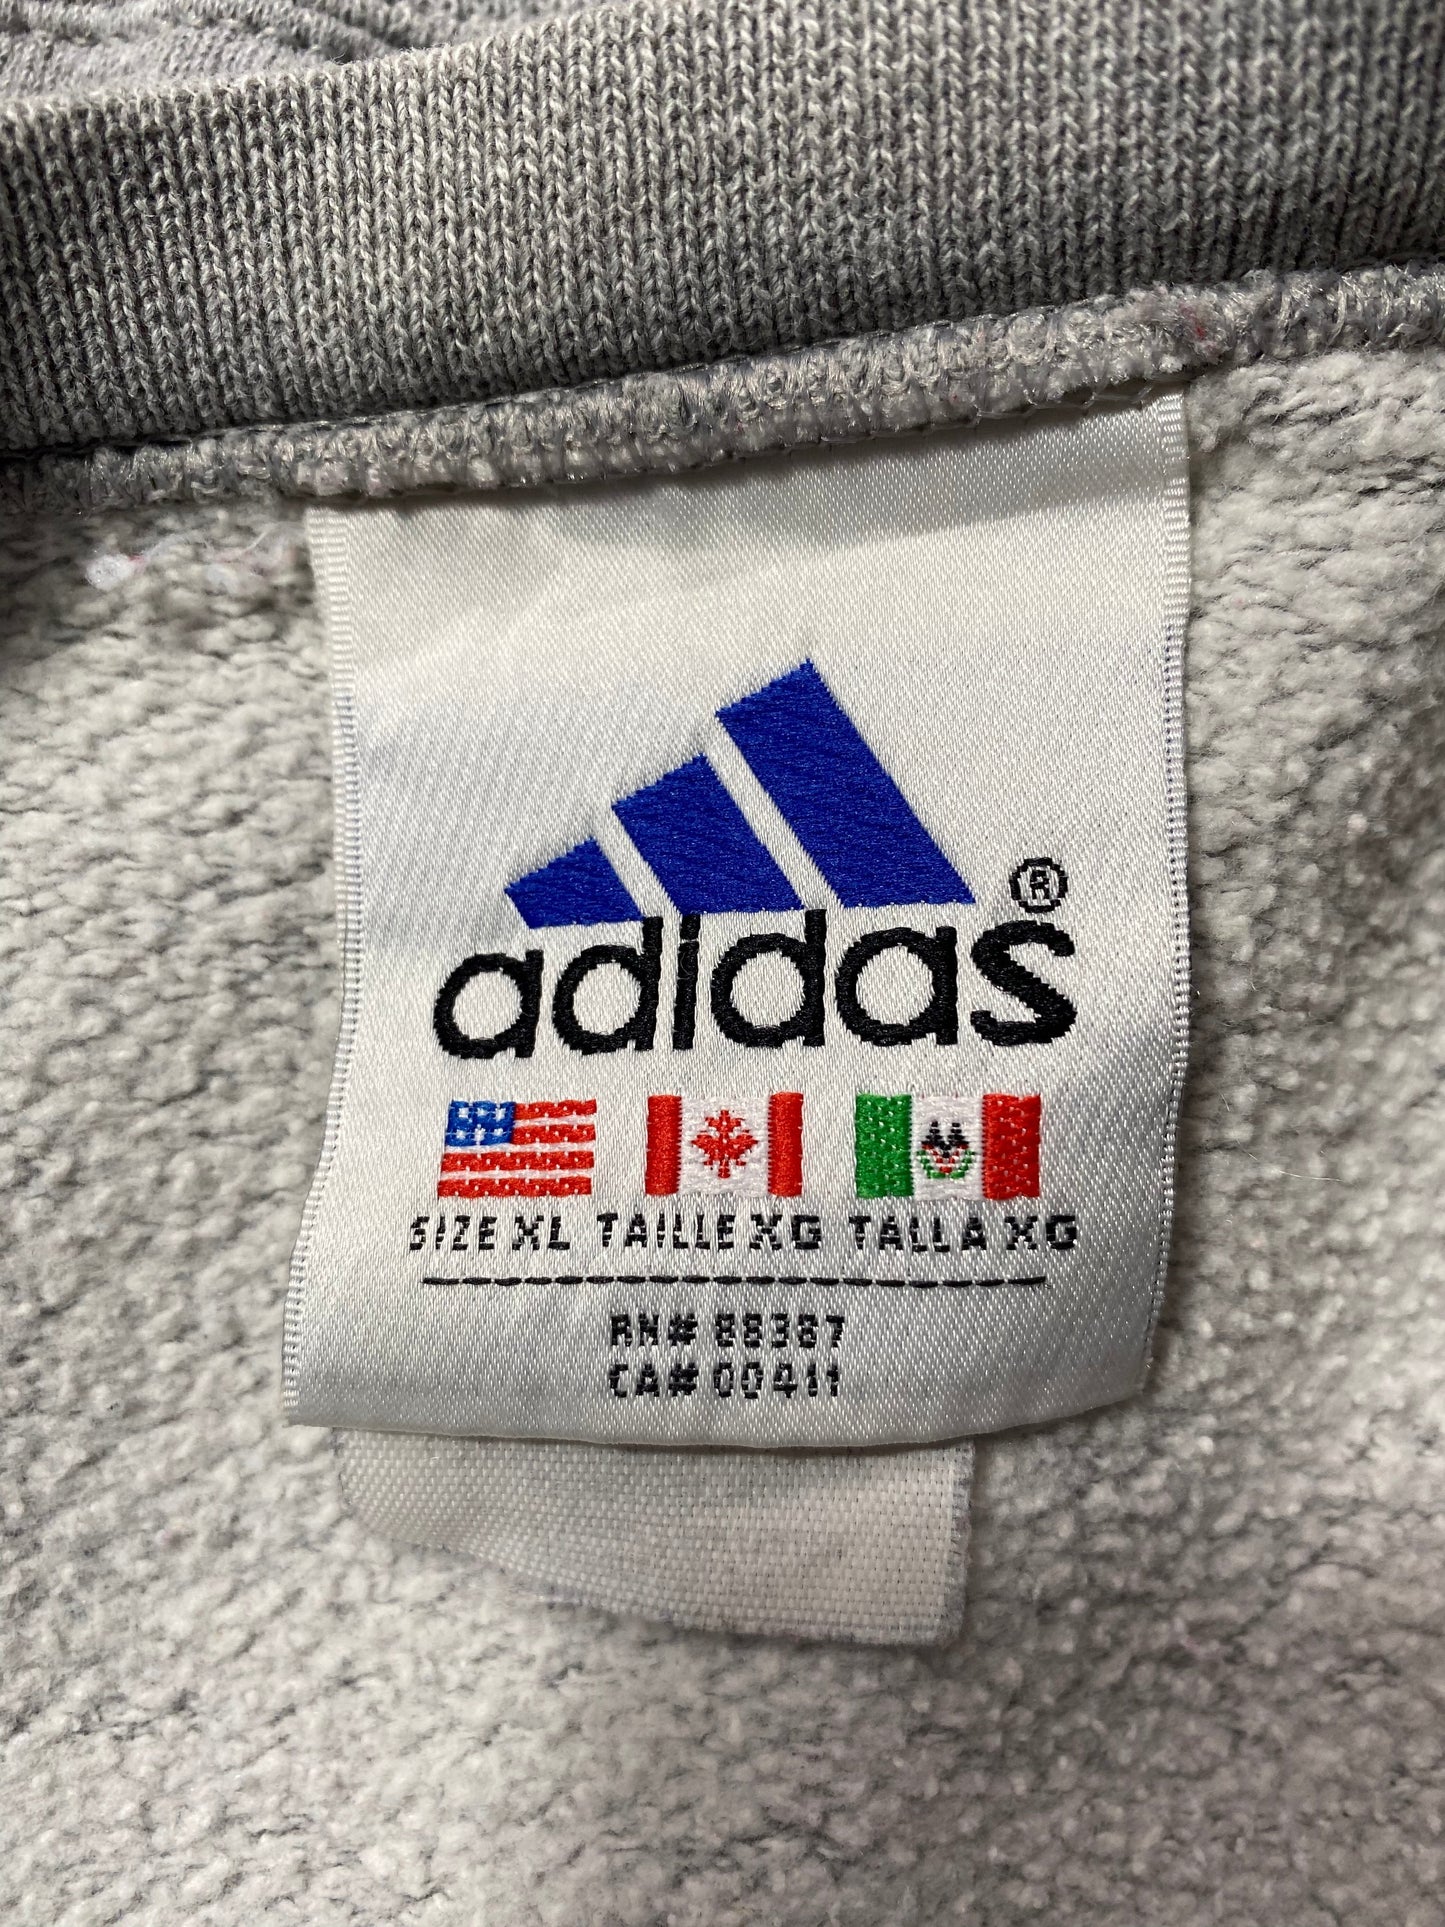 ®
adidas
SIZE XL TAILLE XG TALLA XG
RN# 88387
CA# 00411